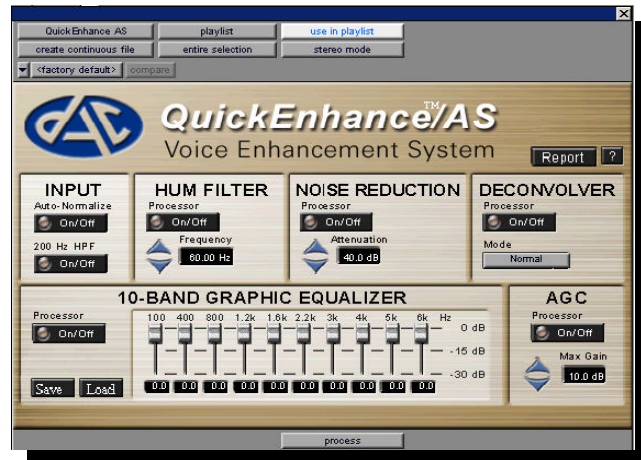 QuickEnhance AS playlist use in playlist
create continuous file entire selection stereo mode
<factory default> compare
DAC QuickEnhance/AS™
Voice Enhancement System
Report ?
INPUT HUM FILTER NOISE REDUCTION DECONVOLVER
Auto-Normalize Processor Processor Processor
On/Off On/Off On/Off On/Off
200 Hz HPF Frequency Attenuation Mode
On/Off 60.00 Hz 40.0 dB Normal
10-BAND GRAPHIC EQUALIZER AGC
Processor 100 400 800 1.2k 1.6k 2.2k 3k 4k 5k 6k Hz Processor
On/Off 0 dB On/Off
-15 dB Max Gain
-30 dB 10.0 dB
Save Load 0.0 0.0 0.0 0.0 0.0 0.0 0.0 0.0 0.0 0.0
process